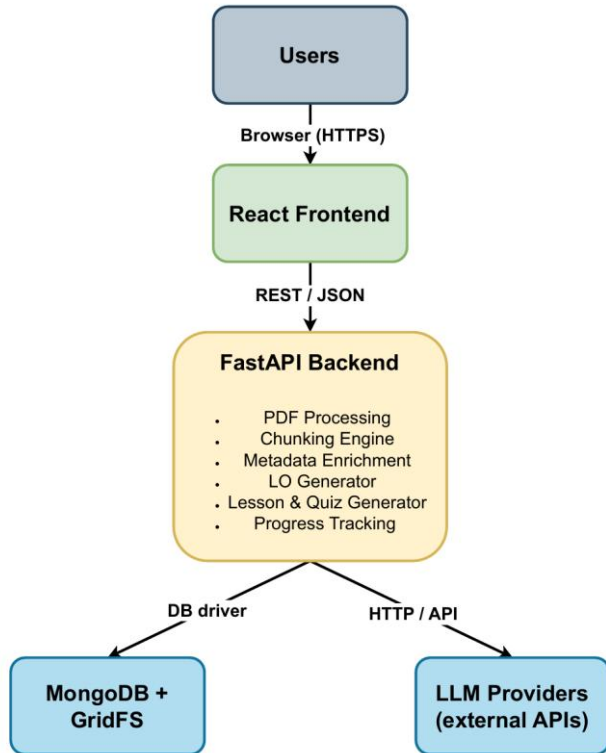 Users
Browser (HTTPS)
React Frontend
REST / JSON
FastAPI Backend
• PDF Processing
• Chunking Engine
• Metadata Enrichment
• LO Generator
• Lesson & Quiz Generator
• Progress Tracking
DB driver
HTTP / API
MongoDB +
GridFS
LLM Providers
(external APIs)